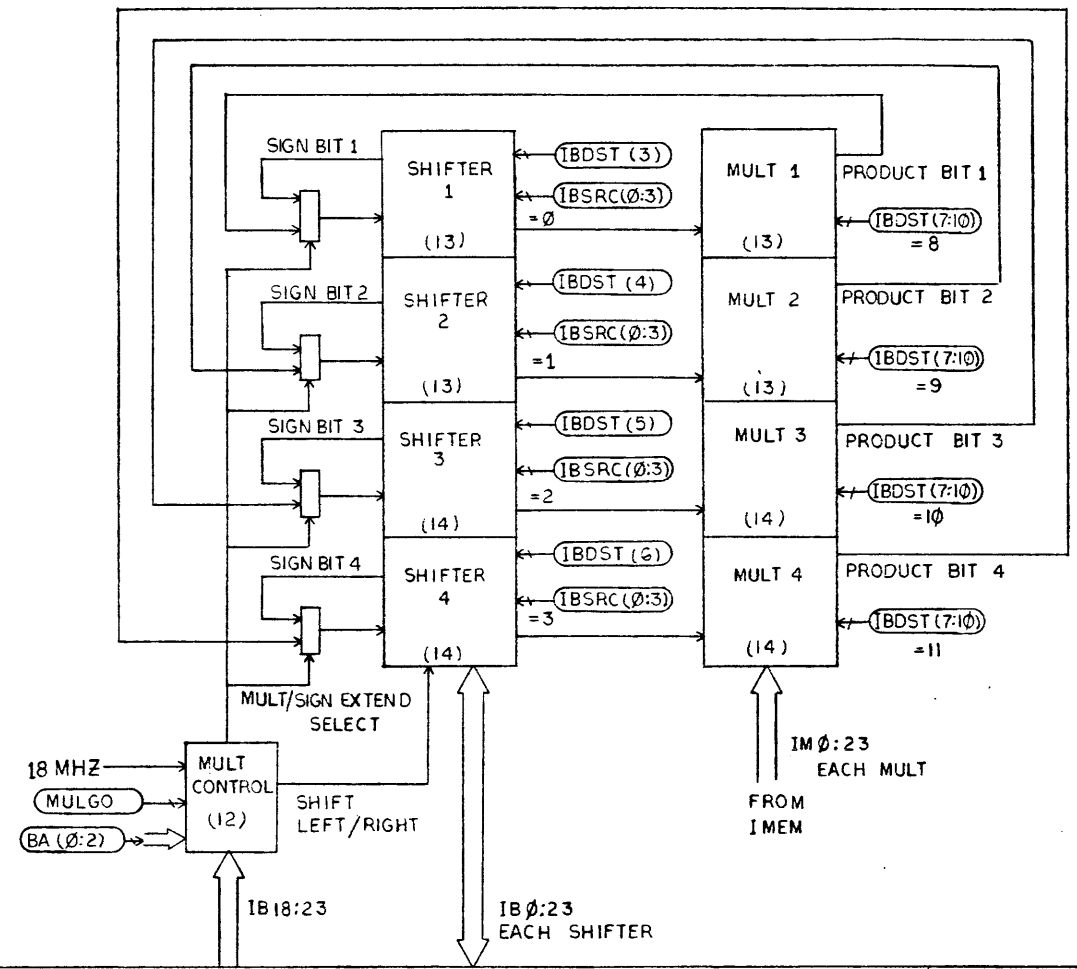 SIGN BIT 1
SHIFTER
1
(13)
IBDST (3)
IBSRC(Ø:3)
=Ø
MULT 1
(13)
PRODUCT BIT 1
IBDST(7:1Ø)
=8
SIGN BIT 2
SHIFTER
2
(13)
IBDST (4)
IBSRC(Ø:3)
=1
MULT 2
(13)
PRODUCT BIT 2
IBDST(7:1Ø)
=9
SIGN BIT 3
SHIFTER
3
(14)
IBDST (5)
IBSRC(Ø:3)
=2
MULT 3
(14)
PRODUCT BIT 3
IBDST(7:1Ø)
=1Ø
SIGN BIT 4
SHIFTER
4
(14)
IBDST (6)
IBSRC(Ø:3)
=3
MULT 4
(14)
PRODUCT BIT 4
IBDST(7:1Ø)
=11
MULT/SIGN EXTEND
SELECT
18 MHZ
MULGO
BA (Ø:2)
MULT
CONTROL
(12)
SHIFT
LEFT/RIGHT
IB18:23
IBØ:23
EACH SHIFTER
IMØ:23
EACH MULT
FROM
IMEM